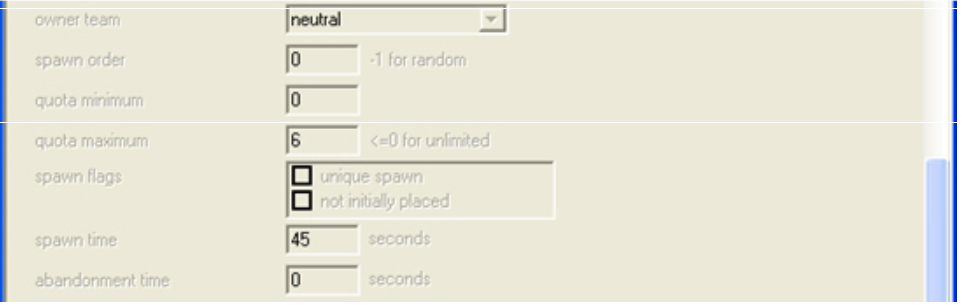 owner team neutral
spawn order 0 -1 for random
quota minimum 0
quota maximum 6 <=0 for unlimited
spawn flags unique spawn
not initially placed
spawn time 45 seconds
abandonment time 0 seconds